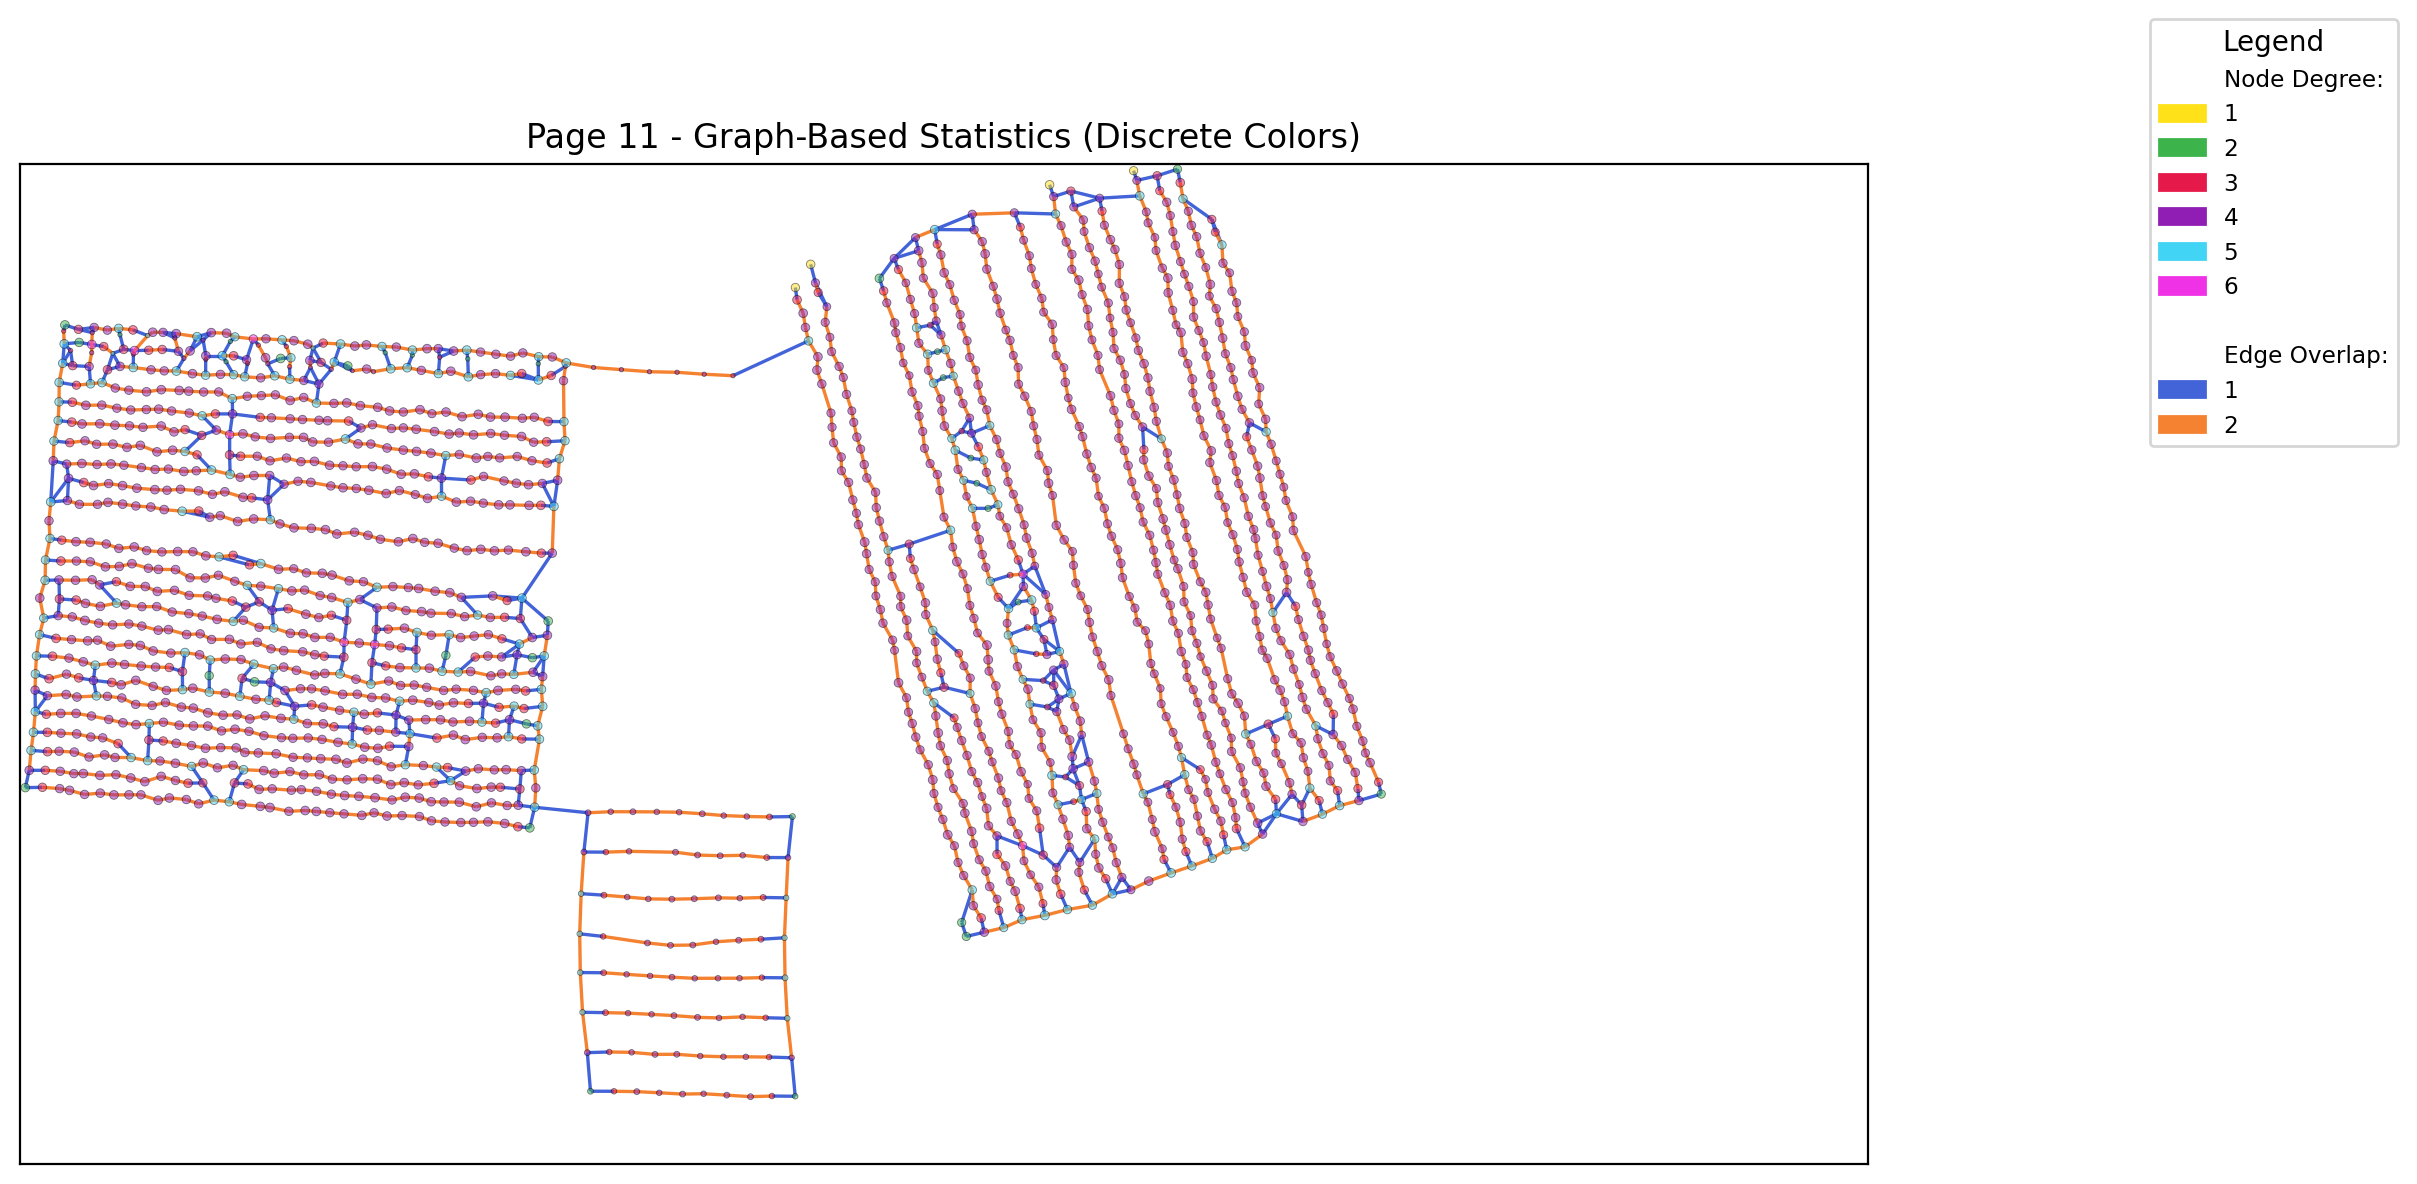 Legend
Node Degree:
1
2
3
4
5
6
Edge Overlap:
1
2
Page 11 - Graph-Based Statistics (Discrete Colors)